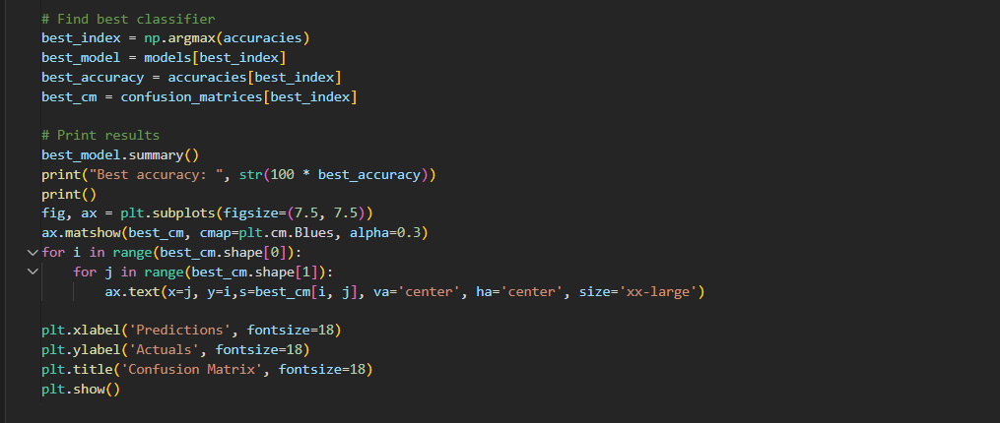 # Find best classifier
best_index = np.argmax(accuracies)
best_model = models[best_index]
best_accuracy = accuracies[best_index]
best_cm = confusion_matrices[best_index]

# Print results
best_model.summary()
print("Best accuracy: ", str(100 * best_accuracy))
print()
fig, ax = plt.subplots(figsize=(7.5, 7.5))
ax.matshow(best_cm, cmap=plt.cm.Blues, alpha=0.3)
for i in range(best_cm.shape[0]):
    for j in range(best_cm.shape[1]):
        ax.text(x=j, y=i,s=best_cm[i, j], va='center', ha='center', size='xx-large')

plt.xlabel('Predictions', fontsize=18)
plt.ylabel('Actuals', fontsize=18)
plt.title('Confusion Matrix', fontsize=18)
plt.show()